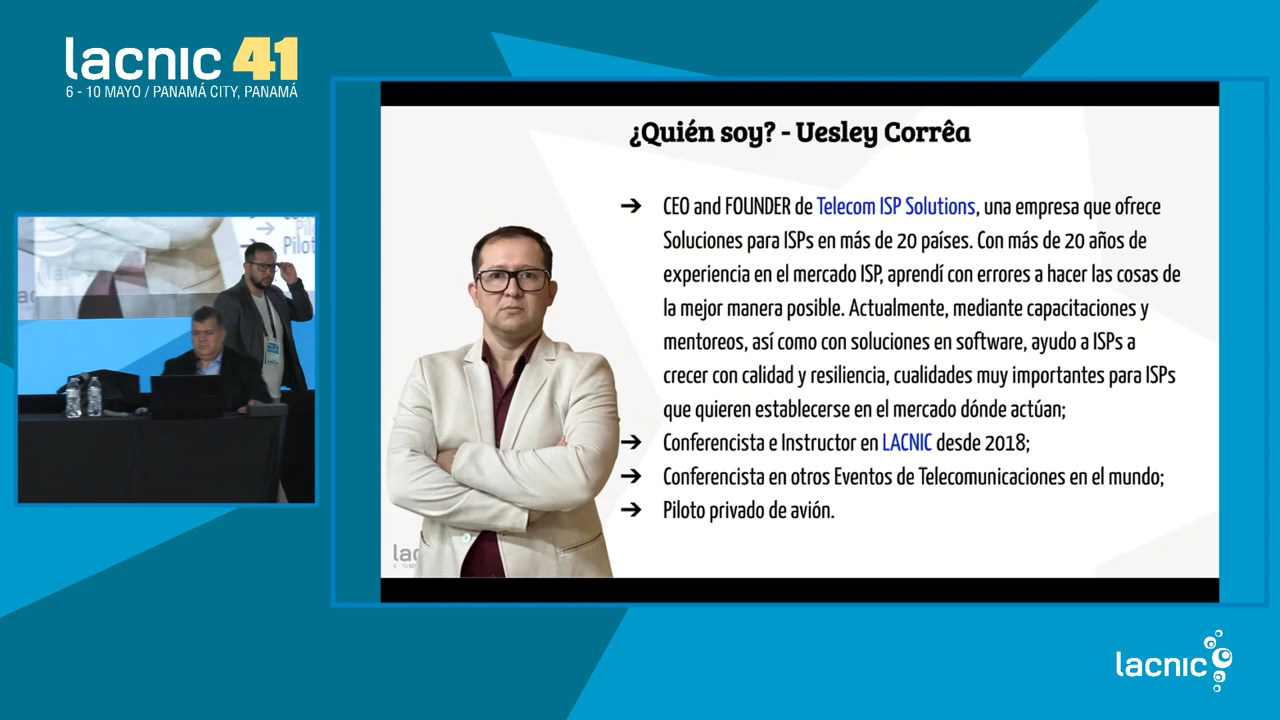 lacnic 41
6 - 10 MAYO / PANAMÁ CITY, PANAMÁ
¿Quién soy? - Uesley Corrêa
➔ CEO and FOUNDER de Telecom ISP Solutions, una empresa que ofrece
Soluciones para ISPs en más de 20 países. Con más de 20 años de
experiencia en el mercado ISP, aprendí con errores a hacer las cosas de
la mejor manera posible. Actualmente, mediante capacitaciones y
mentoreos, así como con soluciones en software, ayudo a ISPs a
crecer con calidad y resiliencia, cualidades muy importantes para ISPs
que quieren establecerse en el mercado dónde actúan;
➔ Conferencista e Instructor en LACNIC desde 2018;
➔ Conferencista en otros Eventos de Telecomunicaciones en el mundo;
➔ Piloto privado de avión.
Pilot
lac
lacnic